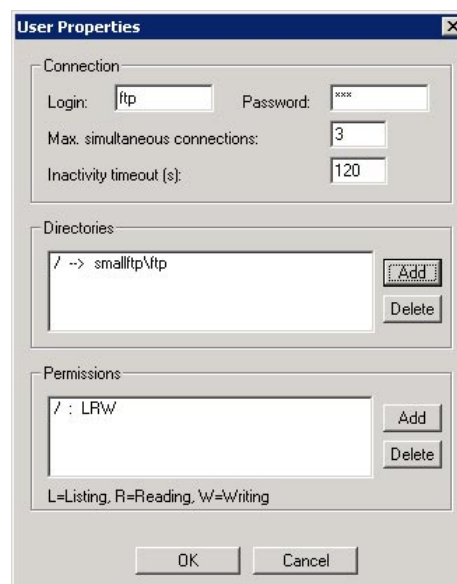 User Properties
Connection
Login: ftp Password: ***
Max. simultaneous connections: 3
Inactivity timeout (s): 120
Directories
/ --> smallftp\ftp
Add
Delete
Permissions
/ : LRW
Add
Delete
L=Listing, R=Reading, W=Writing
OK Cancel